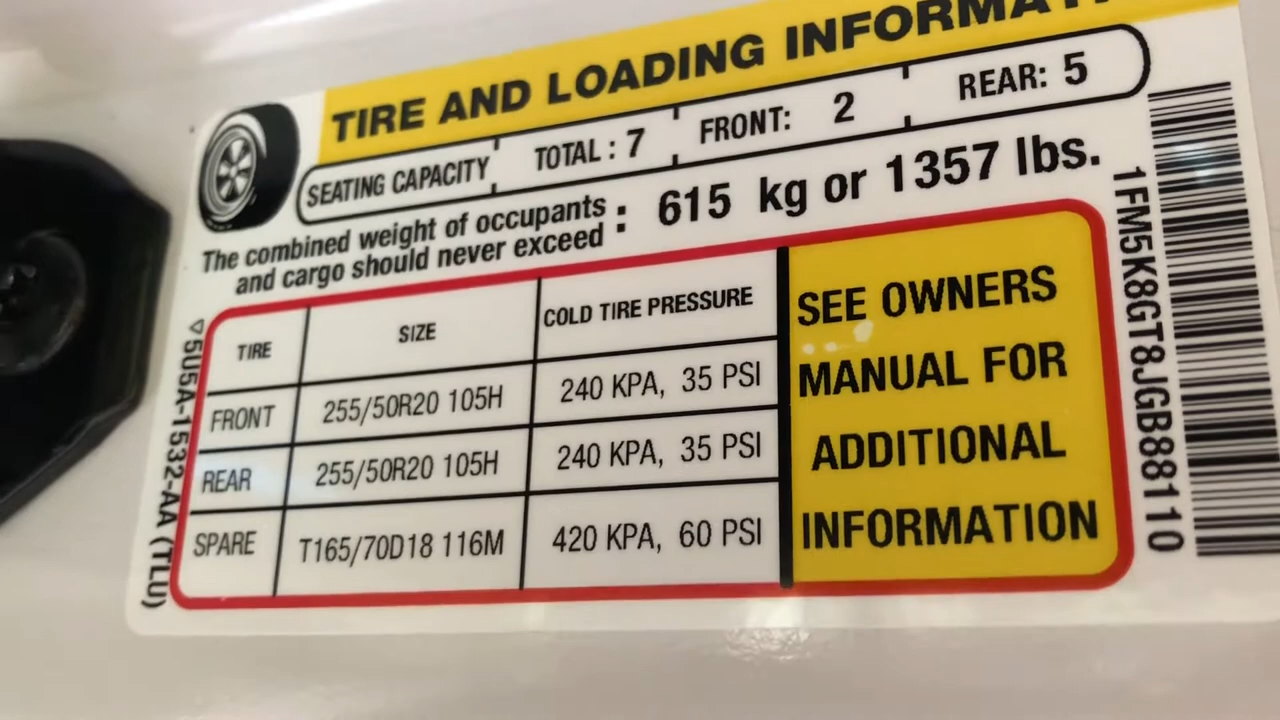 TIRE AND LOADING INFORMATI
SEATING CAPACITY TOTAL : 7 FRONT: 2 REAR: 5
The combined weight of occupants
and cargo should never exceed : 615 kg or 1357 lbs.
TIRE SIZE COLD TIRE PRESSURE
FRONT 255/50R20 105H 240 KPA, 35 PSI
REAR 255/50R20 105H 240 KPA, 35 PSI
SPARE T165/70D18 116M 420 KPA, 60 PSI
SEE OWNERS
MANUAL FOR
ADDITIONAL
INFORMATION
5U5A-1532-AA (TLU)
1FM5K8GT8JGB88110